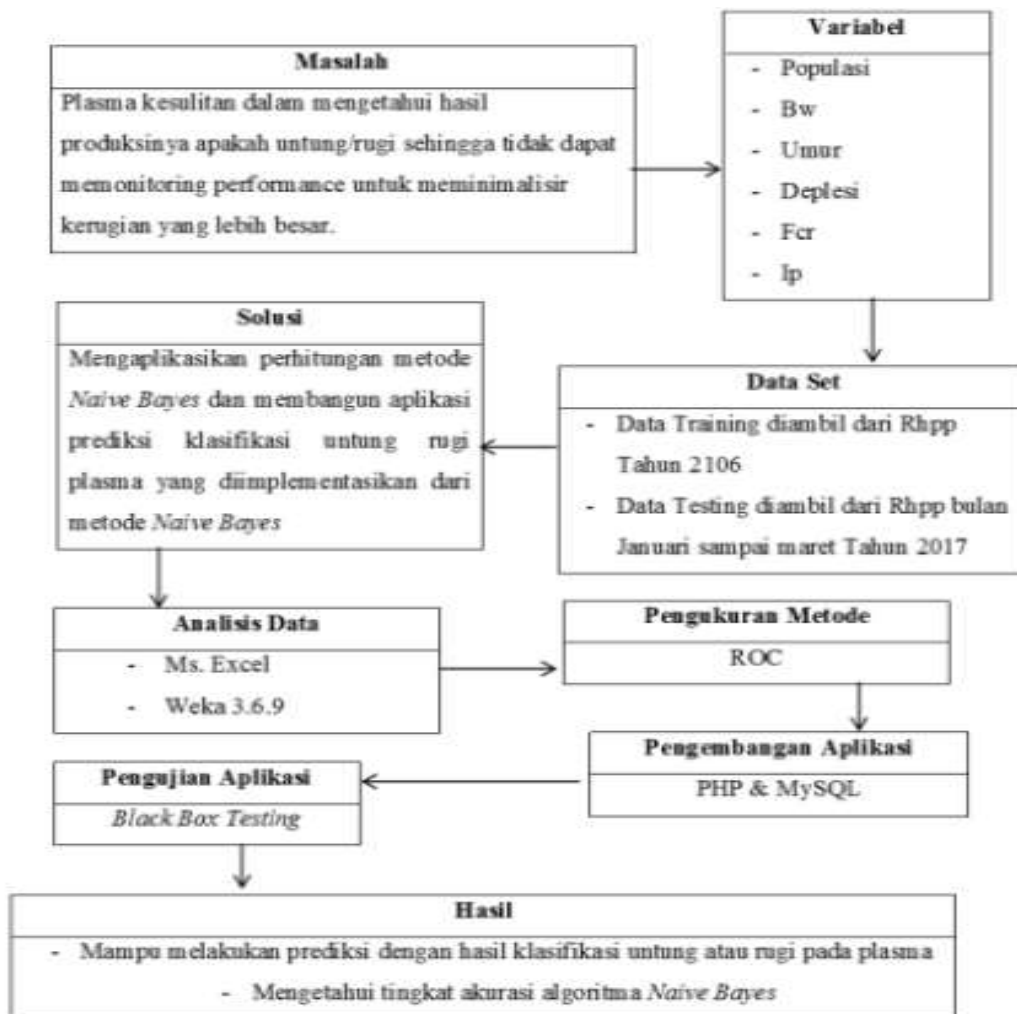 Masalah
Plasma kesulitan dalam mengetahui hasil
produksinya apakah untung/rugi sehingga tidak dapat
memonitoring performance untuk meminimalisir
kerugian yang lebih besar.
Variabel
- Populasi
- Bw
- Umur
- Deplesi
- Fcr
- Ip
Data Set
- Data Training diambil dari Rhpp
Tahun 2106
- Data Testing diambil dari Rhpp bulan
Januari sampai maret Tahun 2017
Solusi
Mengaplikasikan perhitungan metode
Naive Bayes dan membangun aplikasi
prediksi klasifikasi untung rugi
plasma yang diimplementasikan dari
metode Naive Bayes
Analisis Data
- Ms. Excel
- Weka 3.6.9
Pengukuran Metode
ROC
Pengembangan Aplikasi
PHP & MySQL
Pengujian Aplikasi
Black Box Testing
Hasil
- Mampu melakukan prediksi dengan hasil klasifikasi untung atau rugi pada plasma
- Mengetahui tingkat akurasi algoritma Naive Bayes